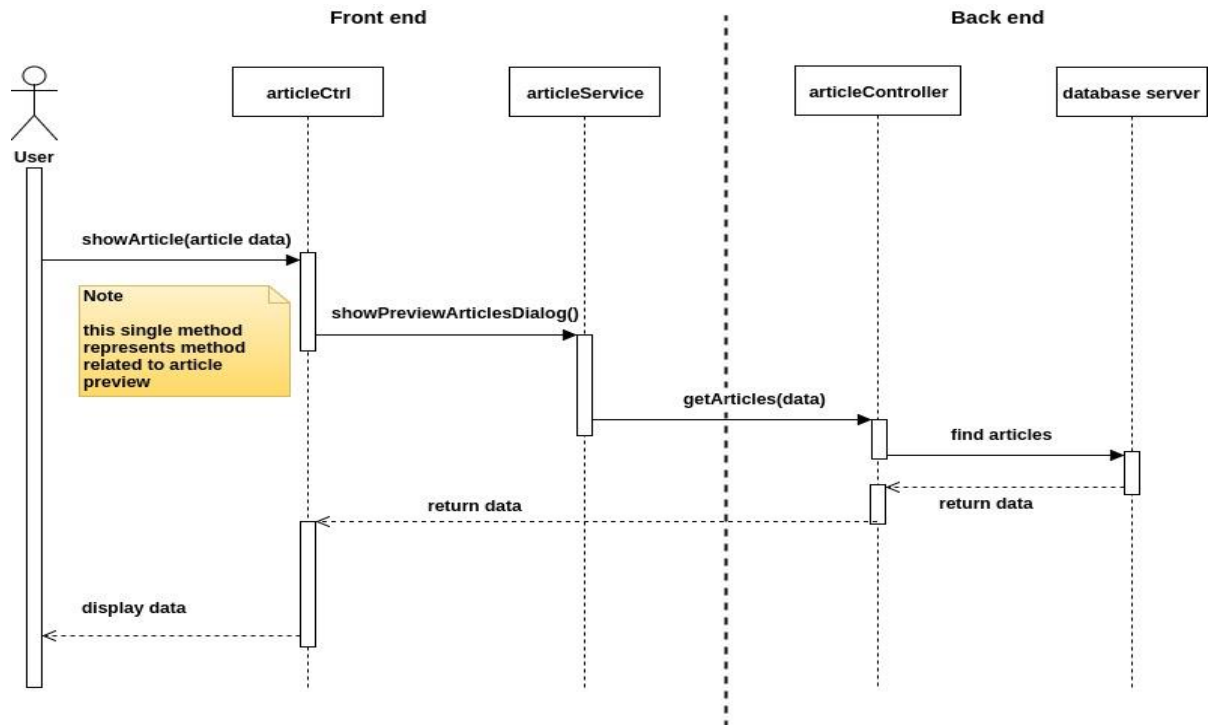 Front end
Back end
articleCtrl
articleService
articleController
database server
User
showArticle(article data)
Note
this single method
represents method
related to article
preview
showPreviewArticlesDialog()
getArticles(data)
find articles
return data
return data
display data